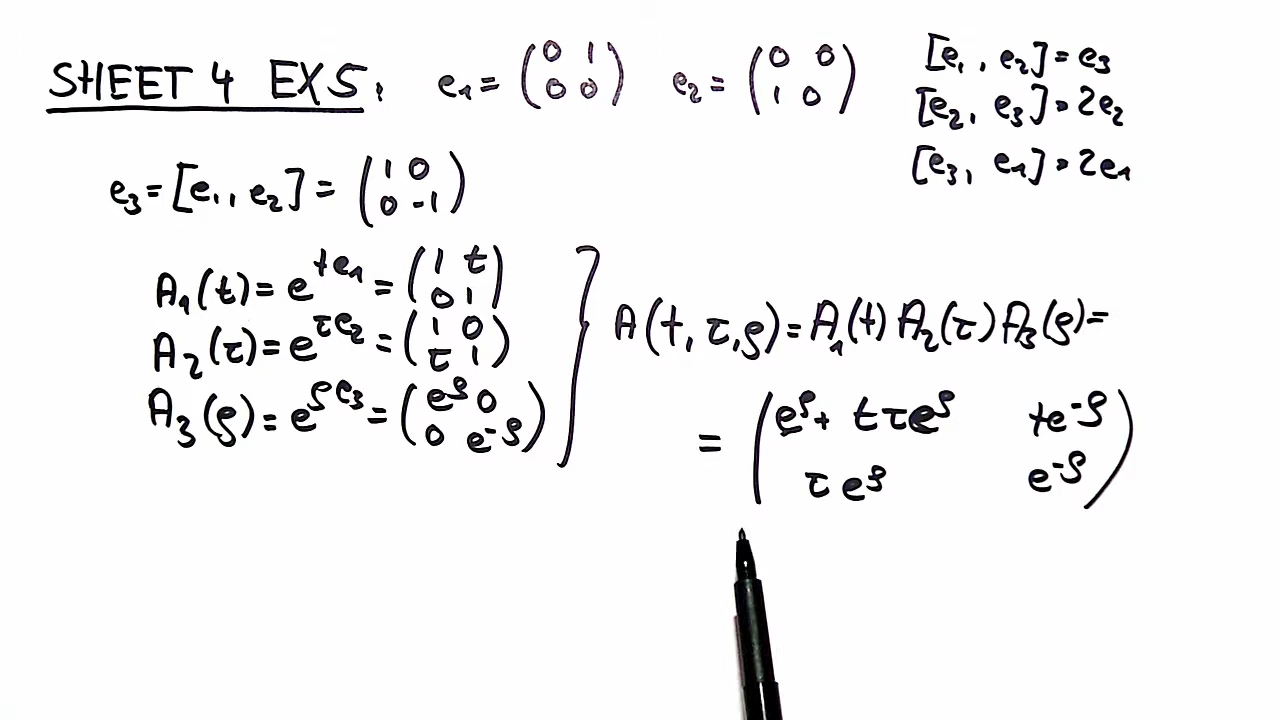 SHEET 4 EX5: e₁ = (0 1 / 0 0) e₂ = (0 0 / 1 0)
[e₁, e₂] = e₃
[e₂, e₃] = 2e₂
[e₃, e₁] = 2e₁
e₃ = [e₁, e₂] = (1 0 / 0 -1)
A₁(t) = e^{te₁} = (1 t / 0 1)
A₂(τ) = e^{τe₂} = (1 0 / τ 1)
A₃(ρ) = e^{ρe₃} = (e^ρ 0 / 0 e^{-ρ})
A(t, τ, ρ) = A₁(t) A₂(τ) A₃(ρ) =
= (e^ρ + tτe^ρ te^{-ρ} / τe^ρ e^{-ρ})